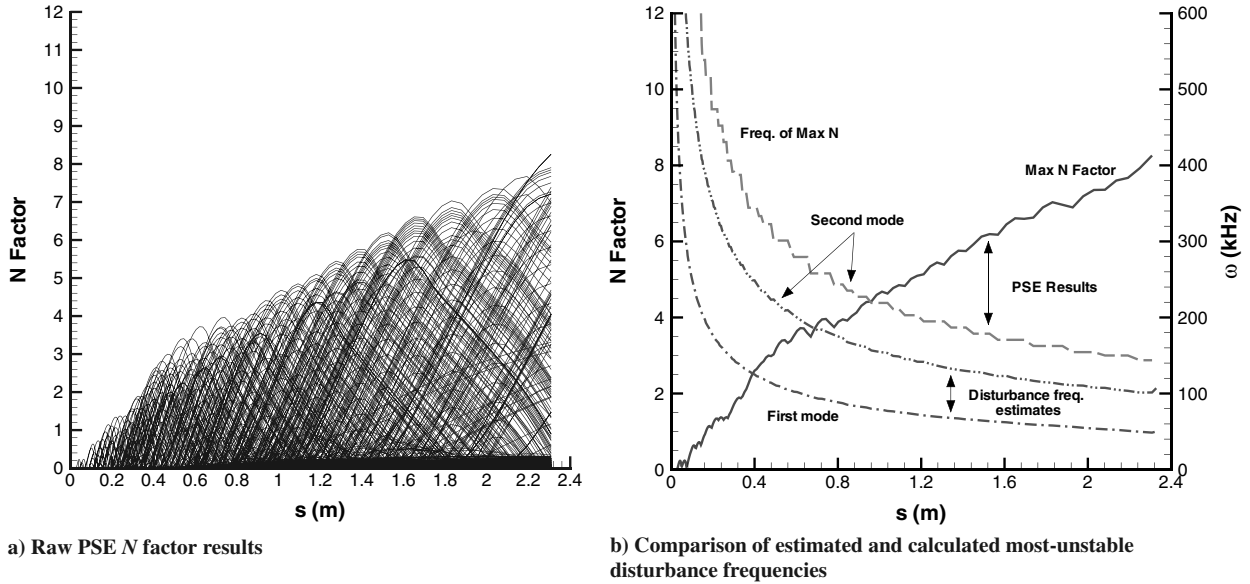 N Factor
12
11
10
9
8
7
6
5
4
3
2
1
0
0 0.2 0.4 0.6 0.8 1 1.2 1.4 1.6 1.8 2 2.2 2.4
s (m)
a) Raw PSE N factor results
N Factor
12
10
8
6
4
2
0
0 0.4 0.8 1.2 1.6 2
s (m)
600
500
400
300
200
100
0
ω (kHz)
Freq. of Max N
Max N Factor
Second mode
PSE Results
Disturbance freq.
estimates
First mode
b) Comparison of estimated and calculated most-unstable
disturbance frequencies